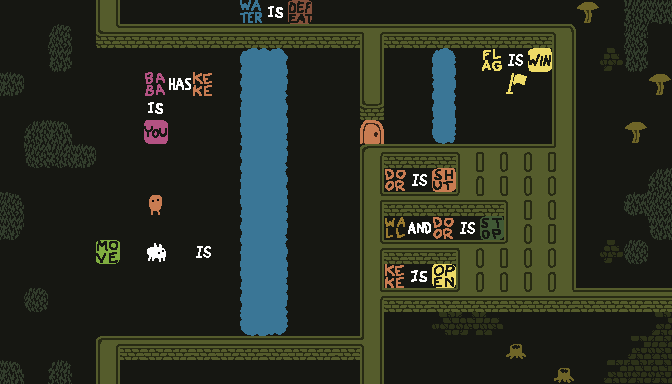 WATER IS DEFEAT
FLAG IS WIN
BABA HAS KEKE
IS
YOU
DOOR IS SHUT
WALL AND DOOR IS STOP
MOVE IS
KEKE IS OPEN